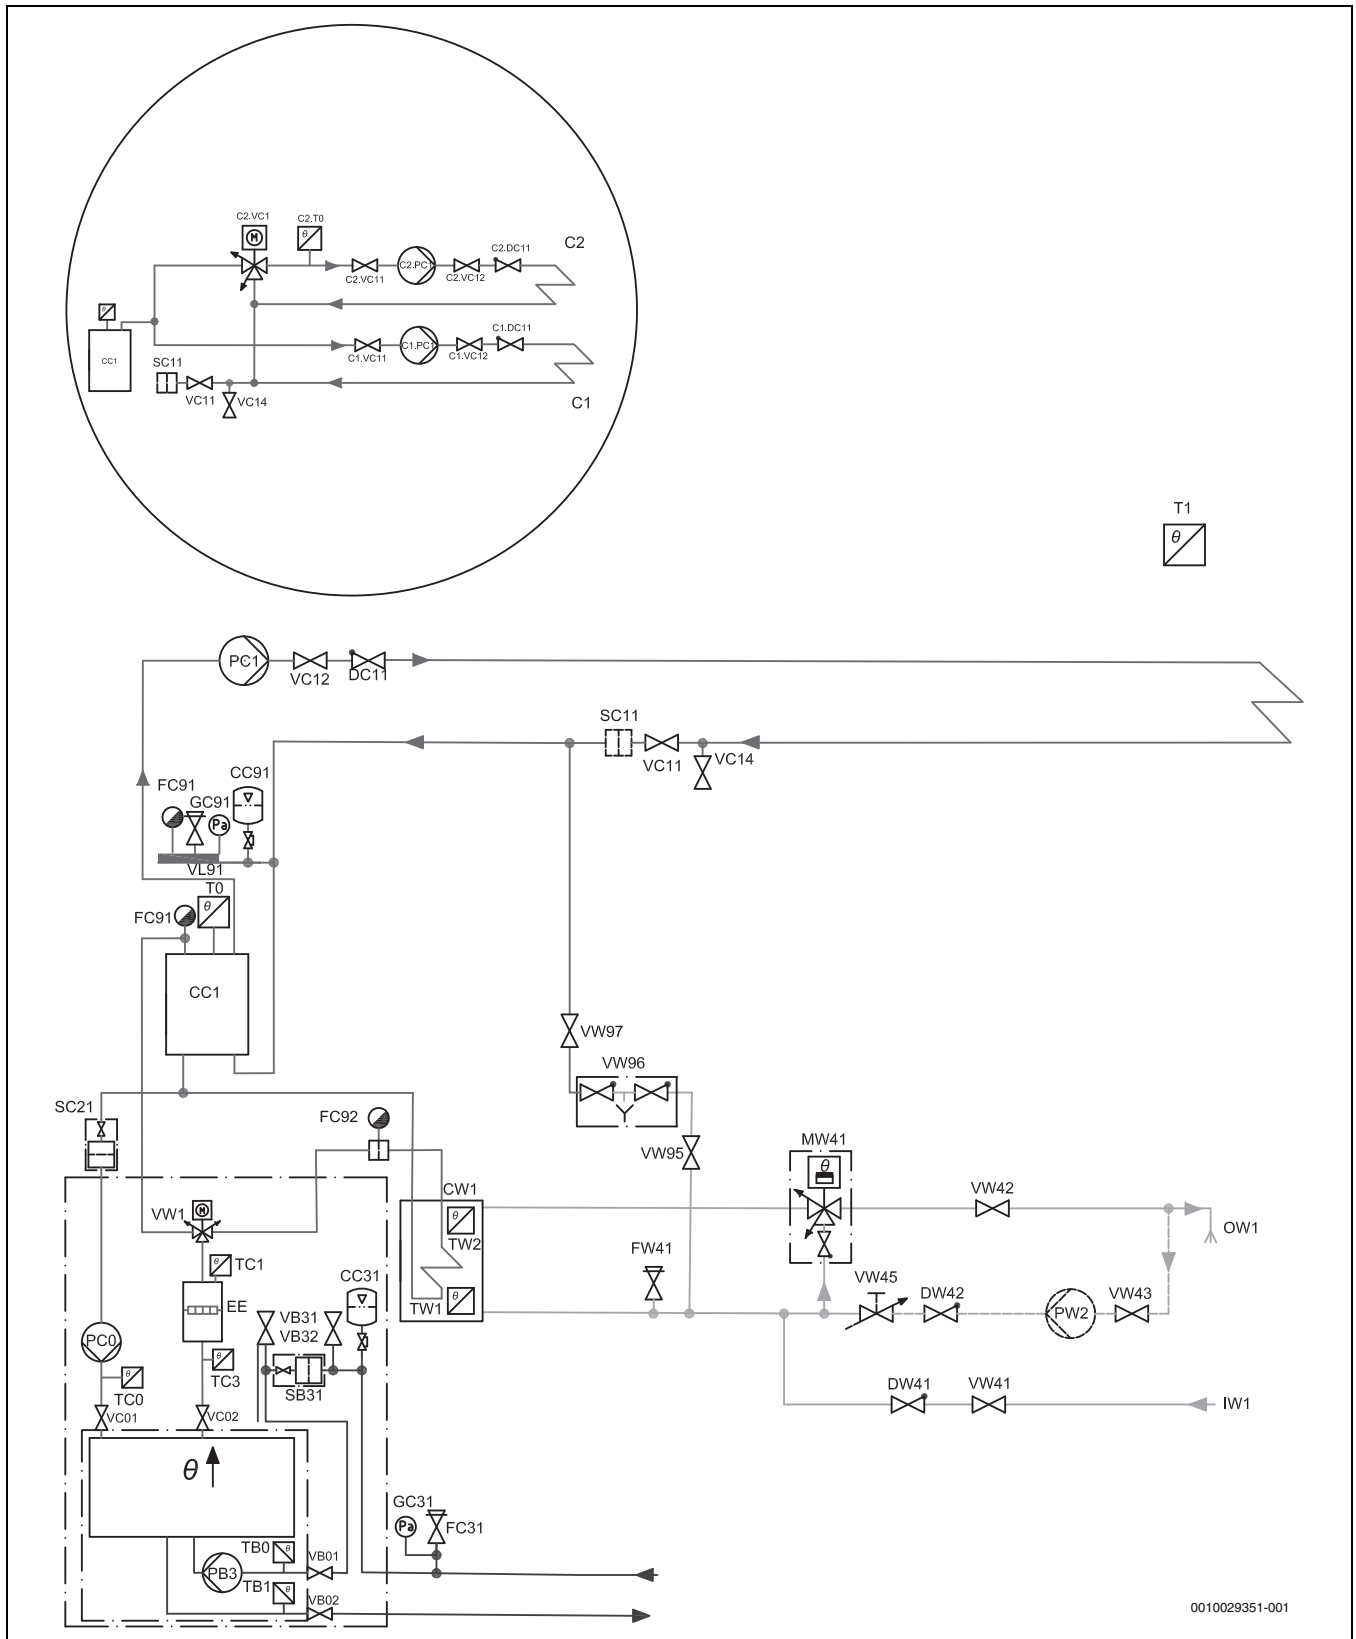 C2.VC1
C2.T0
M
θ
C2.DC11
C2
C2.PC1
C2.VC11
C2.VC12
θ
C1.DC11
CC1
C1.PC1
SC11
C1.VC11
C1.VC12
VC11
VC14
C1
T1
θ
PC1
VC12
DC11
SC11
VC11
VC14
FC91
CC91
GC91
Pa
VL91
T0
θ
FC91
CC1
VW97
VW96
SC21
FC92
VW95
MW41
θ
CW1
VW42
VW1
M
θ
TW2
OW1
FW41
θ
TC1
CC31
VW45
DW42
VW43
EE
VB31
TW1
θ
VB32
PC0
PW2
θ
TC0
θ
TC3
SB31
DW41
VW41
IW1
VC01
VC02
θ
GC31
Pa
FC31
TB0
θ
VB01
PB3
TB1
θ
VB02
0010029351-001